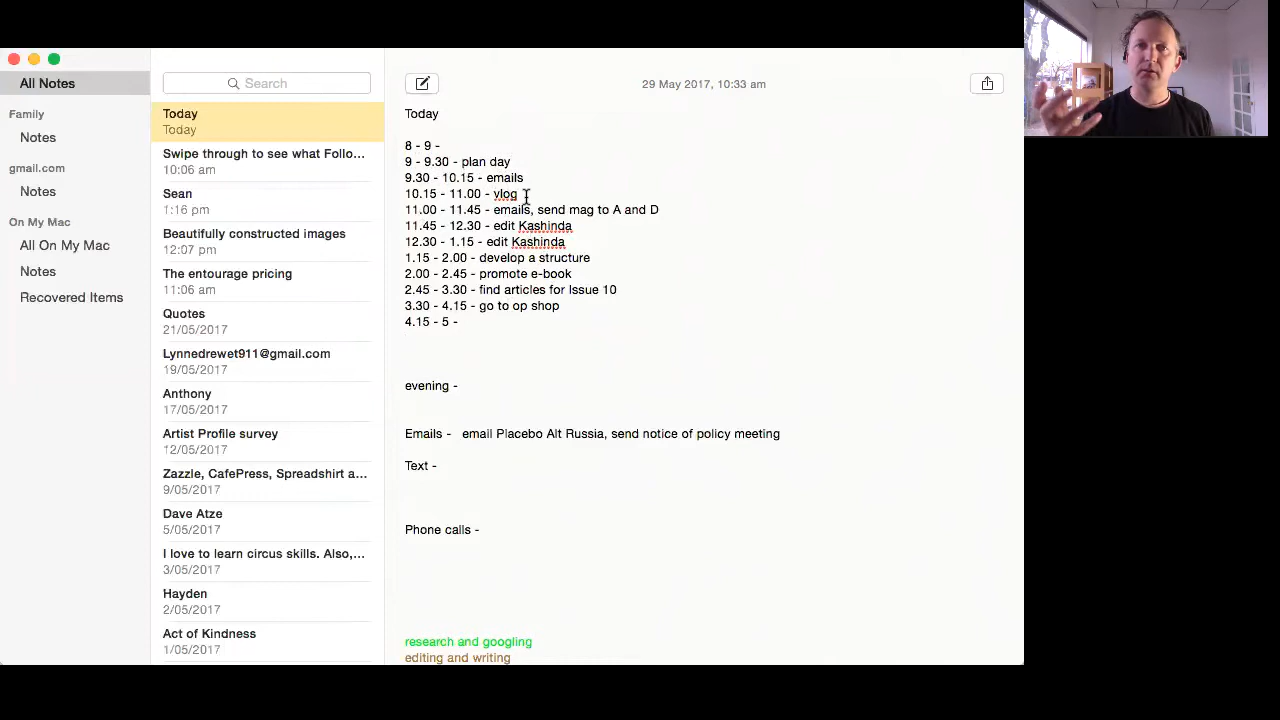 All Notes
Family
Notes
gmail.com
Notes
On My Mac
All On My Mac
Notes
Recovered Items
Search
Today
Today
Swipe through to see what Follo...
10:06 am
Sean
1:16 pm
Beautifully constructed images
12:07 pm
The entourage pricing
11:06 am
Quotes
21/05/2017
Lynnedrewet911@gmail.com
19/05/2017
Anthony
17/05/2017
Artist Profile survey
12/05/2017
Zazzle, CafePress, Spreadshirt a...
9/05/2017
Dave Atze
5/05/2017
I love to learn circus skills. Also,...
3/05/2017
Hayden
2/05/2017
Act of Kindness
1/05/2017
29 May 2017, 10:33 am
Today
8 - 9 -
9 - 9.30 - plan day
9.30 - 10.15 - emails
10.15 - 11.00 - vlog
11.00 - 11.45 - emails, send mag to A and D
11.45 - 12.30 - edit Kashinda
12.30 - 1.15 - edit Kashinda
1.15 - 2.00 - develop a structure
2.00 - 2.45 - promote e-book
2.45 - 3.30 - find articles for Issue 10
3.30 - 4.15 - go to op shop
4.15 - 5 -
evening -
Emails - email Placebo Alt Russia, send notice of policy meeting
Text -
Phone calls -
research and googling
editing and writing